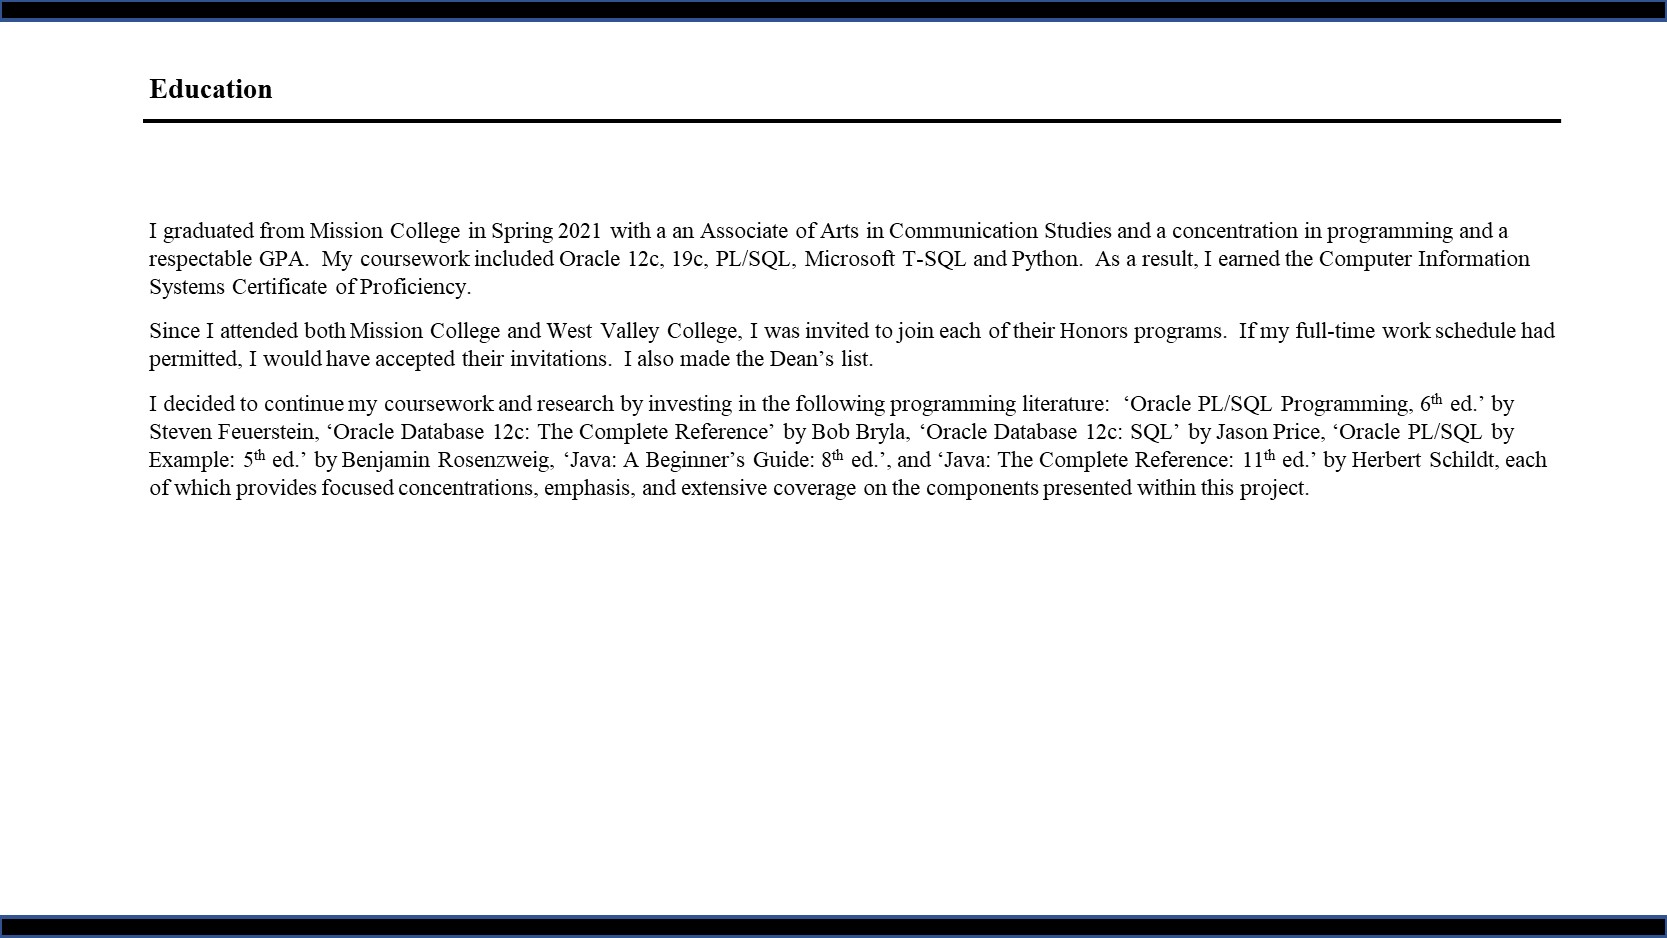 Education
I graduated from Mission College in Spring 2021 with a an Associate of Arts in Communication Studies and a concentration in programming and a
respectable GPA.  My coursework included Oracle 12c, 19c, PL/SQL, Microsoft T-SQL and Python.  As a result, I earned the Computer Information
Systems Certificate of Proficiency.
Since I attended both Mission College and West Valley College, I was invited to join each of their Honors programs.  If my full-time work schedule had
permitted, I would have accepted their invitations.  I also made the Dean’s list.
I decided to continue my coursework and research by investing in the following programming literature:  ‘Oracle PL/SQL Programming, 6th ed.’ by
Steven Feuerstein, ‘Oracle Database 12c: The Complete Reference’ by Bob Bryla, ‘Oracle Database 12c: SQL’ by Jason Price, ‘Oracle PL/SQL by
Example: 5th ed.’ by Benjamin Rosenzweig, ‘Java: A Beginner’s Guide: 8th ed.’, and ‘Java: The Complete Reference: 11th ed.’ by Herbert Schildt, each
of which provides focused concentrations, emphasis, and extensive coverage on the components presented within this project.